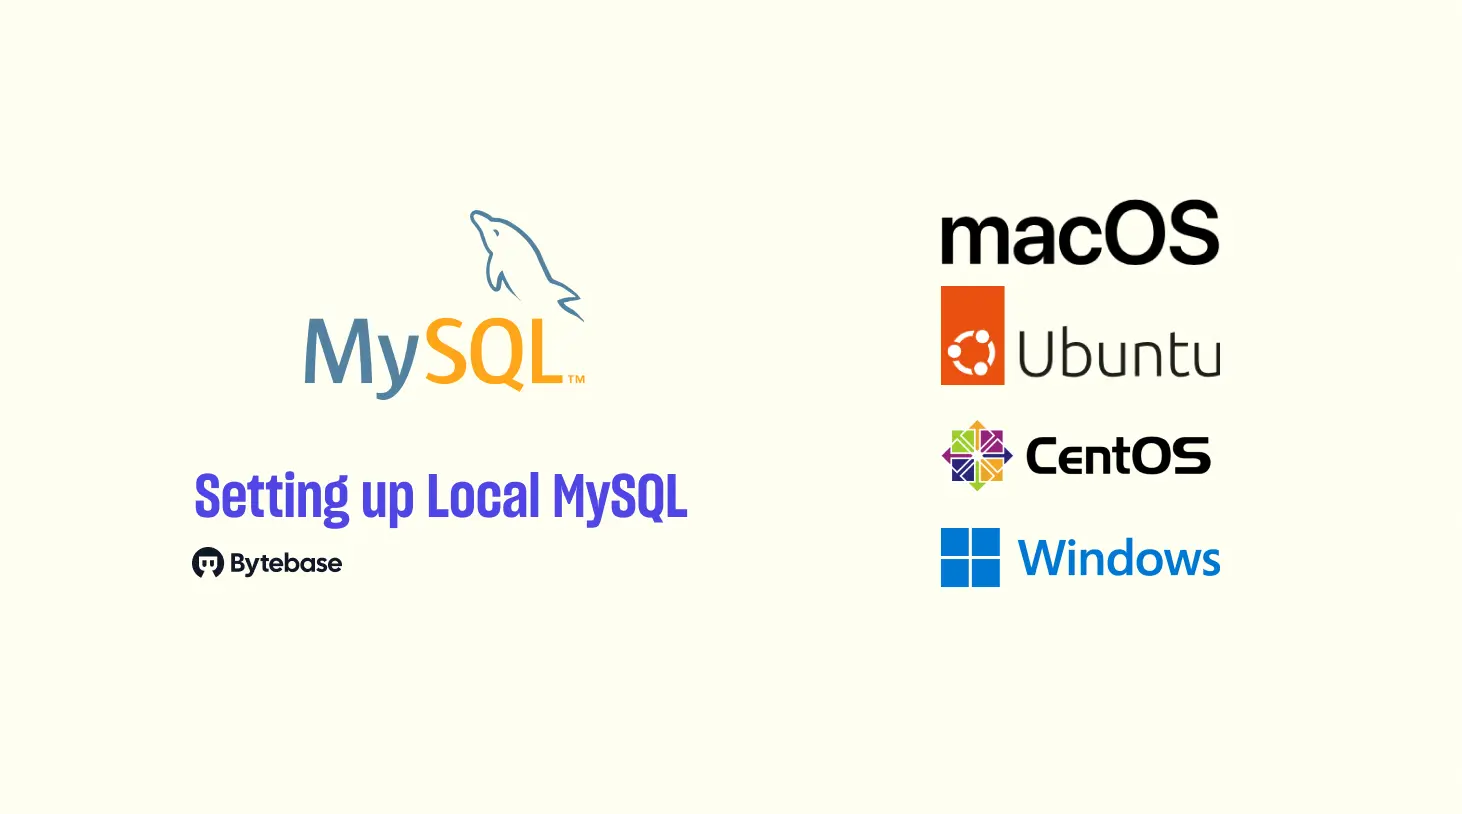 MySQL™
Setting up Local MySQL
Bytebase
macOS
Ubuntu
CentOS
Windows